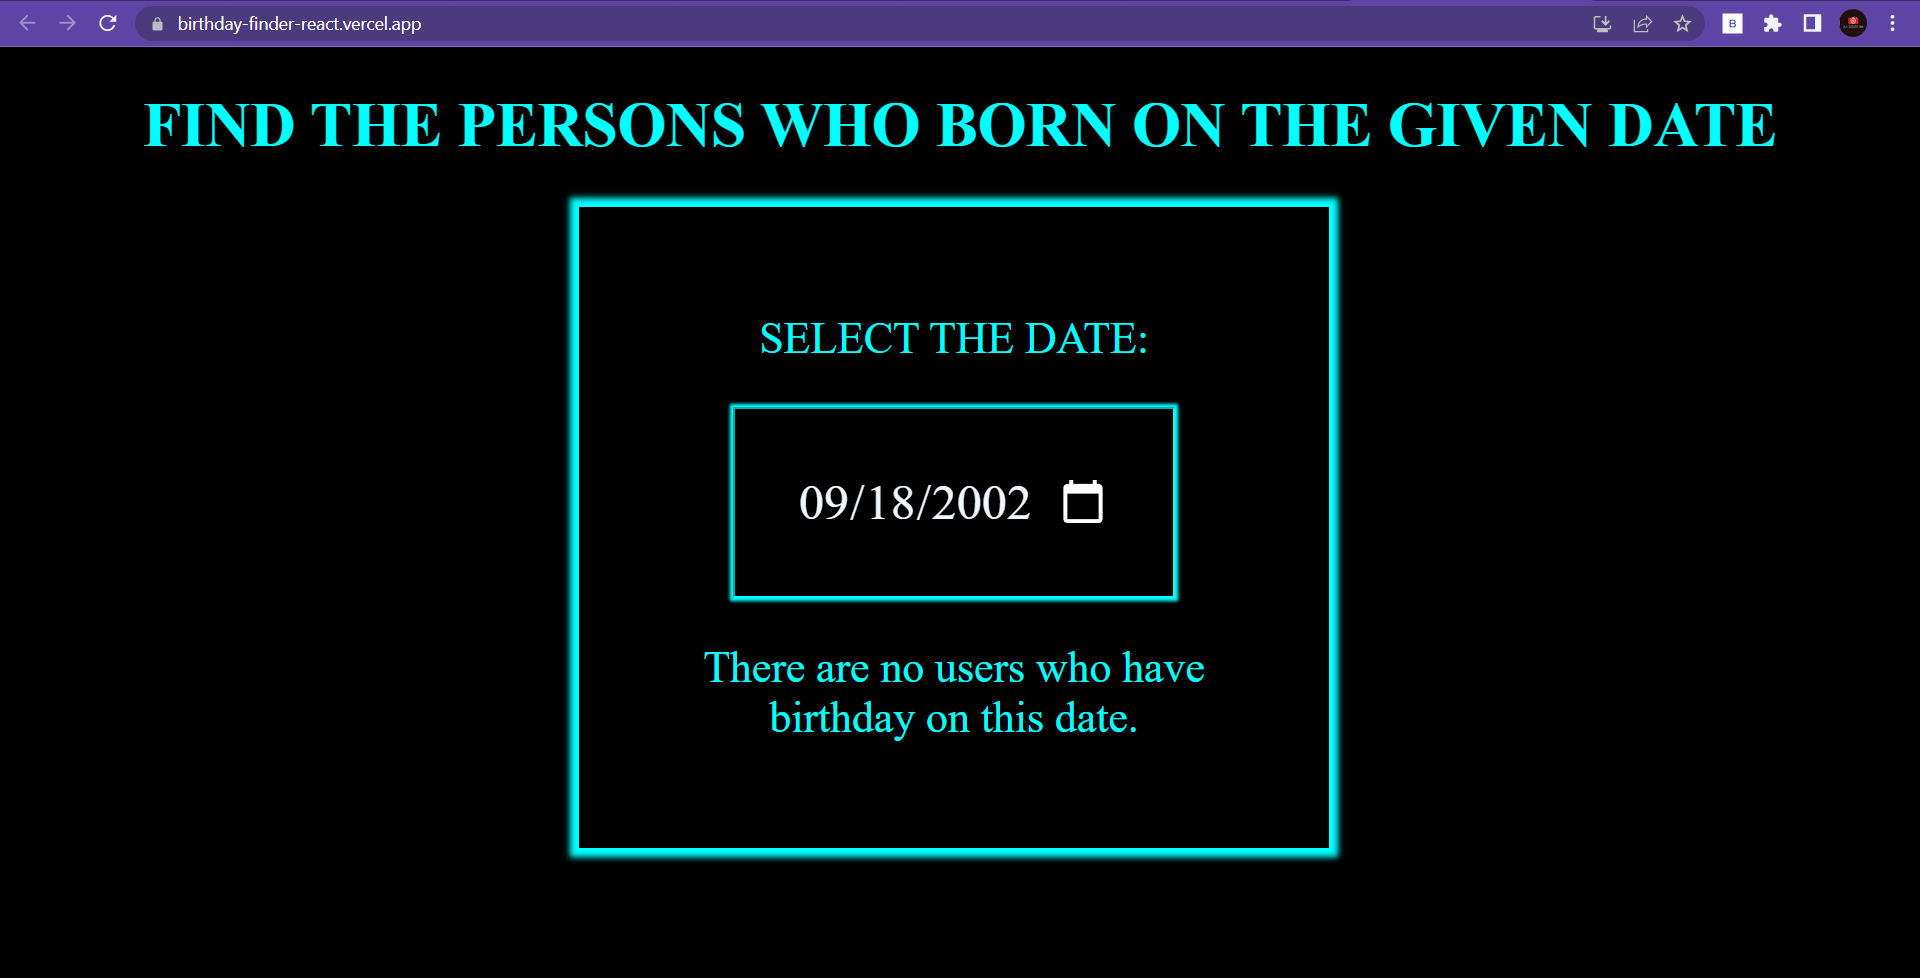 birthday-finder-react.vercel.app
B
FIND THE PERSONS WHO BORN ON THE GIVEN DATE
SELECT THE DATE:
09/18/2002
There are no users who have
birthday on this date.